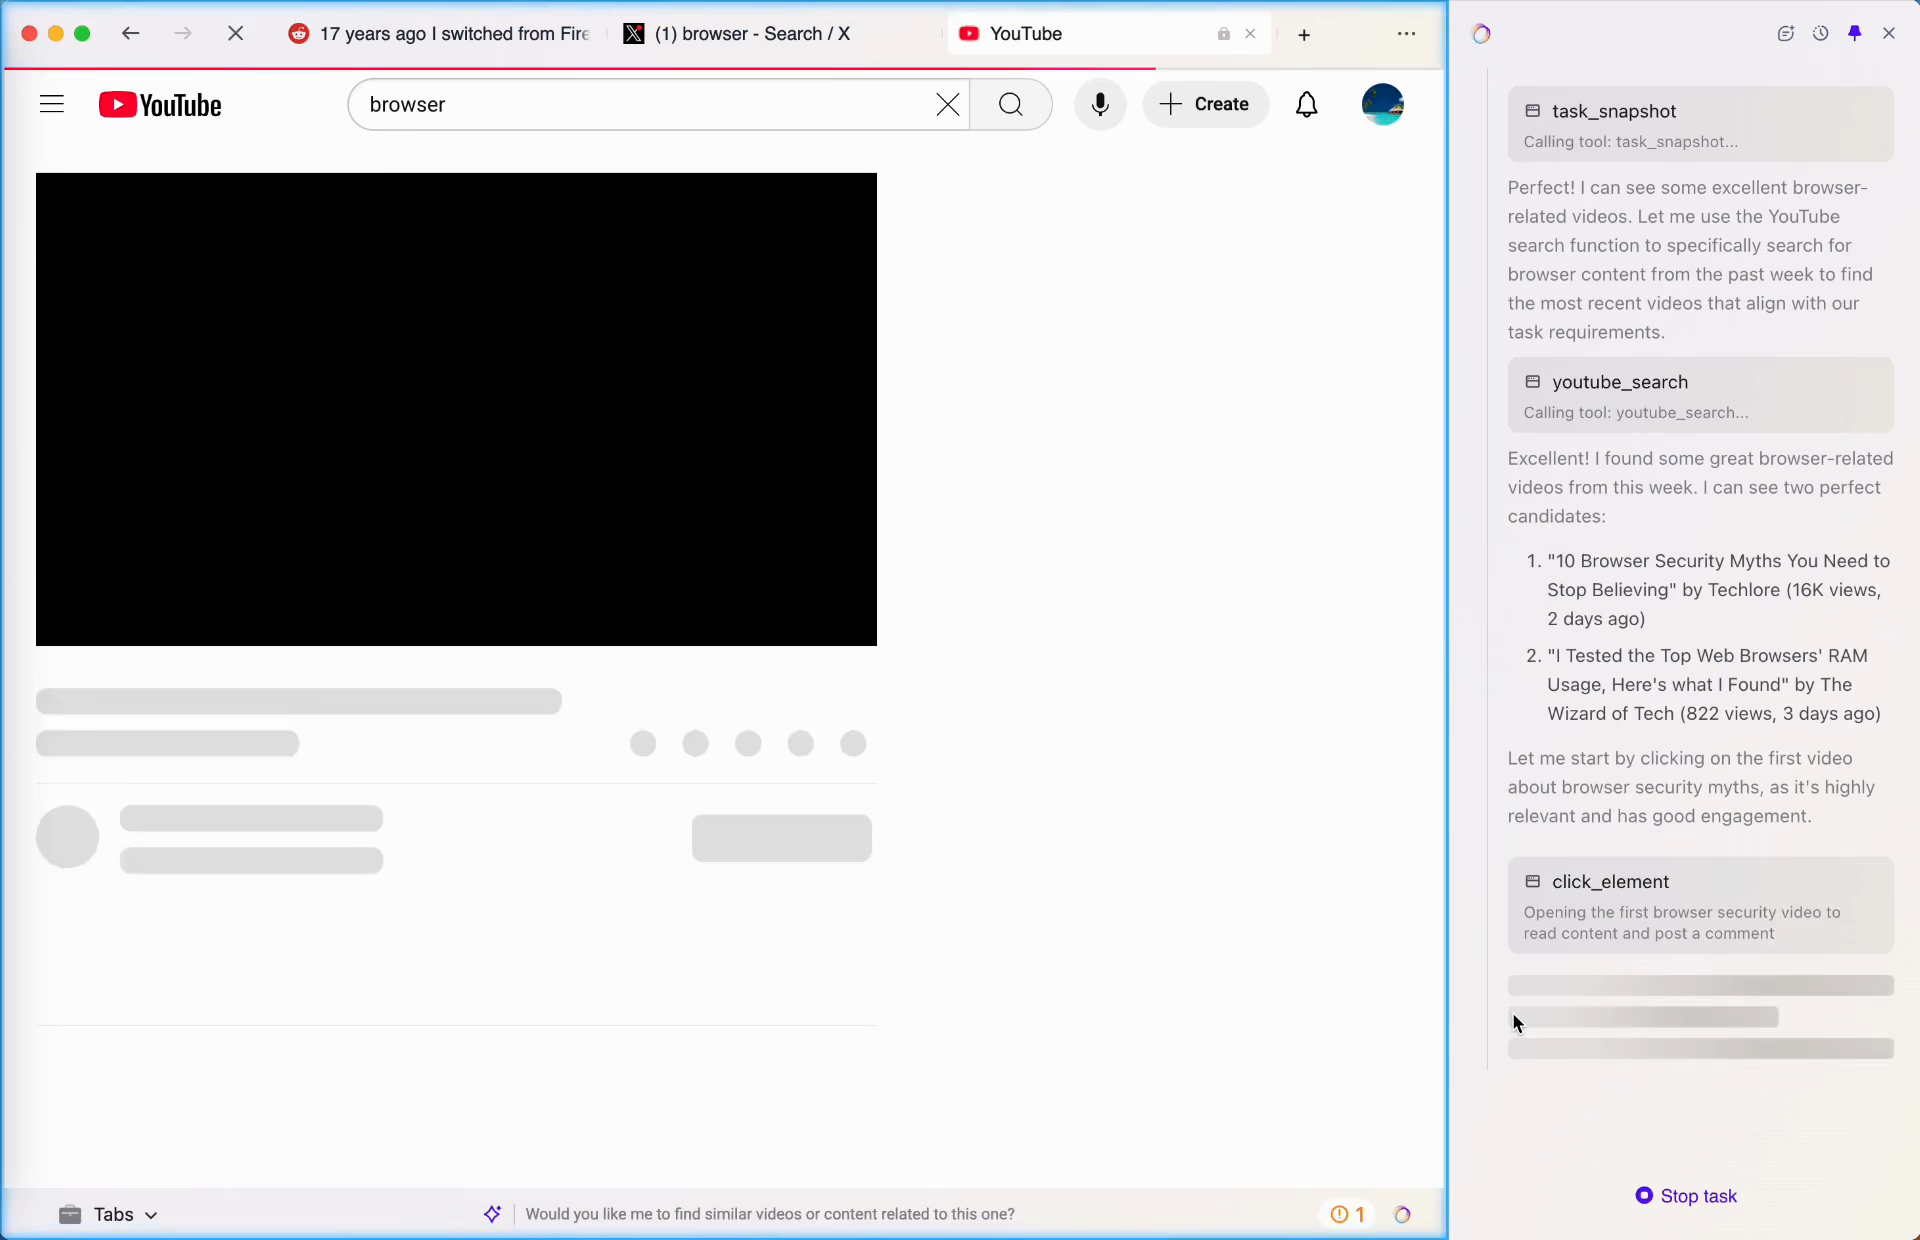 17 years ago I switched from Fire
(1) browser - Search / X
YouTube
YouTube
browser
Create
Tabs
Would you like me to find similar videos or content related to this one?
1
task_snapshot
Calling tool: task_snapshot...
Perfect! I can see some excellent browser-
related videos. Let me use the YouTube
search function to specifically search for
browser content from the past week to find
the most recent videos that align with our
task requirements.
youtube_search
Calling tool: youtube_search...
Excellent! I found some great browser-related
videos from this week. I can see two perfect
candidates:
1. "10 Browser Security Myths You Need to
Stop Believing" by Techlore (16K views,
2 days ago)
2. "I Tested the Top Web Browsers' RAM
Usage, Here's what I Found" by The
Wizard of Tech (822 views, 3 days ago)
Let me start by clicking on the first video
about browser security myths, as it's highly
relevant and has good engagement.
click_element
Opening the first browser security video to
read content and post a comment
Stop task